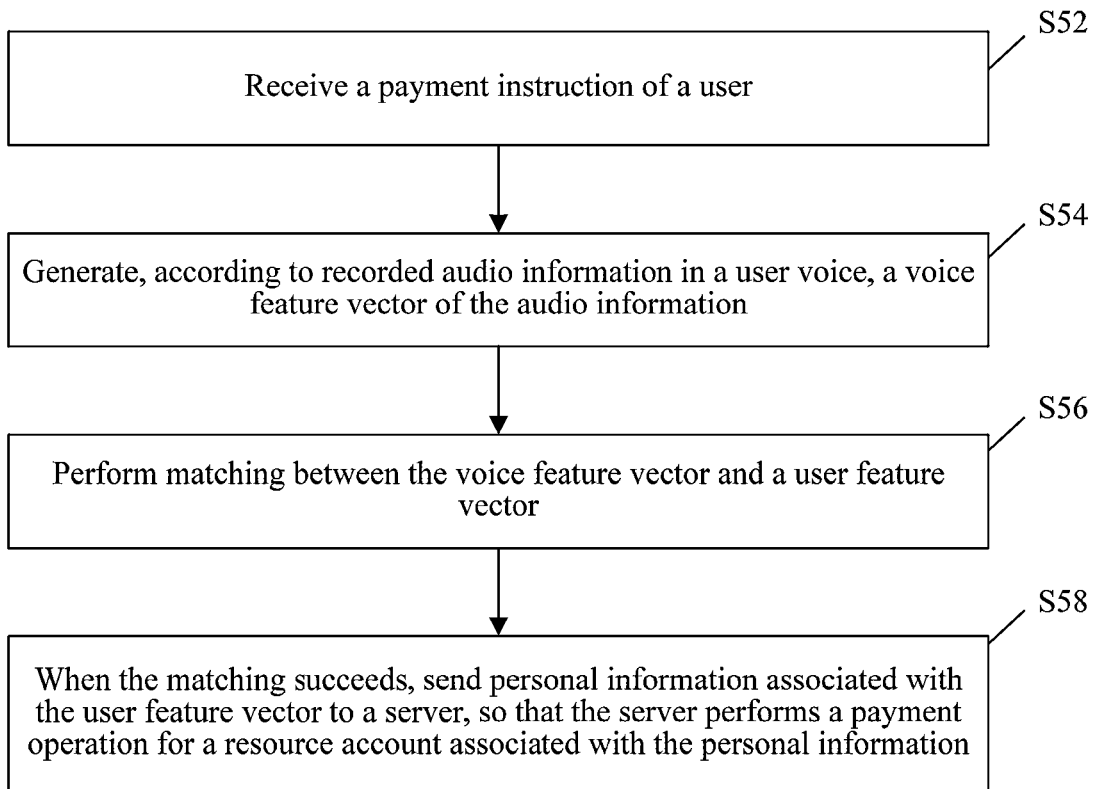 S52
Receive a payment instruction of a user
S54
Generate, according to recorded audio information in a user voice, a voice
feature vector of the audio information
S56
Perform matching between the voice feature vector and a user feature
vector
S58
When the matching succeeds, send personal information associated with
the user feature vector to a server, so that the server performs a payment
operation for a resource account associated with the personal information